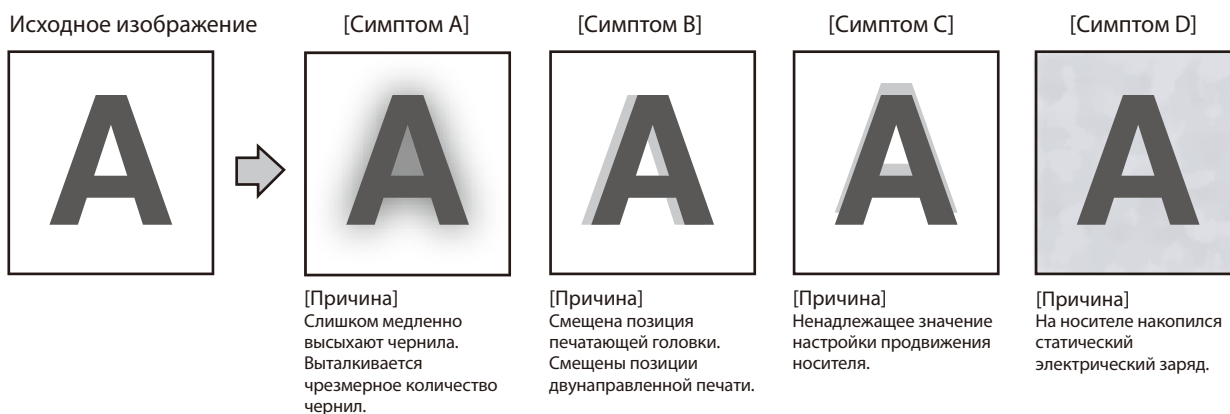 Исходное изображение
[Симптом A]
[Симптом B]
[Симптом C]
[Симптом D]
A
A
A
A
A
[Причина]
Слишком медленно
высыхают чернила.
Выталкивается
чрезмерное количество
чернил.
[Причина]
Смещена позиция
печатающей головки.
Смещены позиции
двунаправленной печати.
[Причина]
Ненадлежащее значение
настройки продвижения
носителя.
[Причина]
На носителе накопился
статический
электрический заряд.